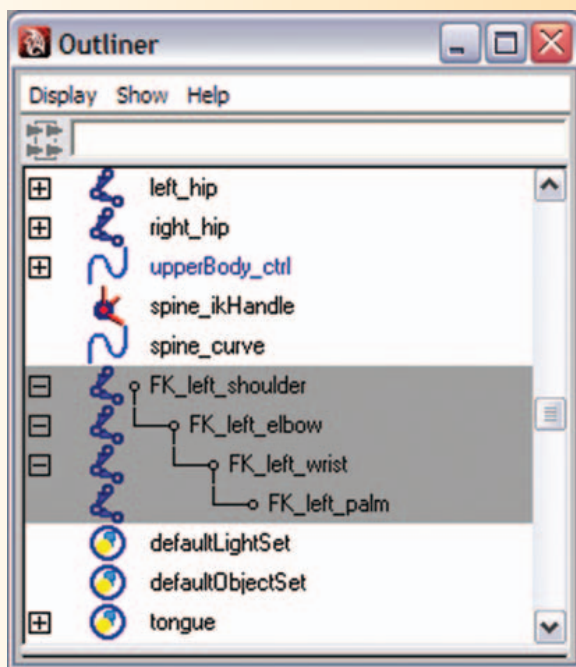 Outliner
Display Show Help
left_hip
right_hip
upperBody_ctrl
spine_ikHandle
spine_curve
FK_left_shoulder
FK_left_elbow
FK_left_wrist
FK_left_palm
defaultLightSet
defaultObjectSet
tongue